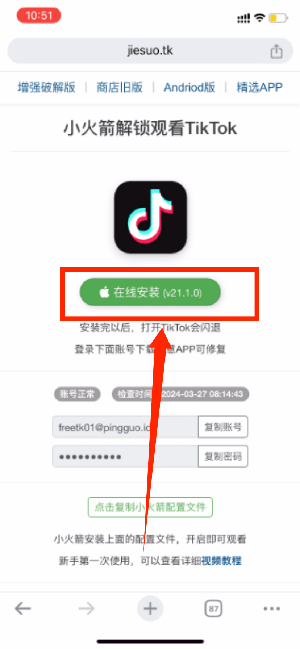 10:51
jiesuo.tk
增强破解版 | 商店旧版 | Andriod版 | 精选APP
小火箭解锁观看TikTok
在线安装 (v21.1.0)
安装完以后，打开TikTok会闪退
登录下面账号下载 APP可修复
账号正常 检查时间 2024-03-27 08:14:43
freetk01@pingguo.ic 复制账号
•••••••••• 复制密码
点击复制小火箭配置文件
小火箭安装上面的配置文件，开启即可观看
新手第一次使用，可以查看详细视频教程
87